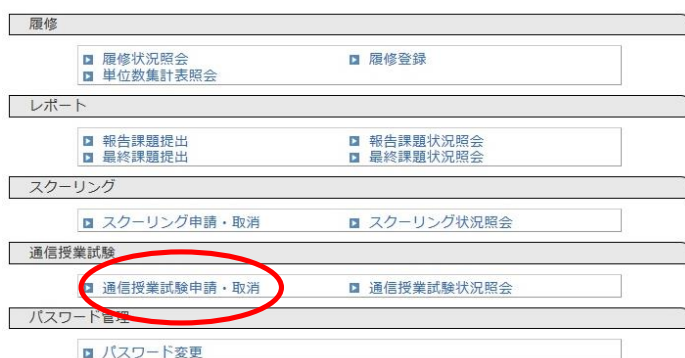 履修
履修状況照会 履修登録
単位数集計表照会
レポート
報告課題提出 報告課題状況照会
最終課題提出 最終課題状況照会
スクーリング
スクーリング申請・取消 スクーリング状況照会
通信授業試験
通信授業試験申請・取消 通信授業試験状況照会
パスワード管理
パスワード変更